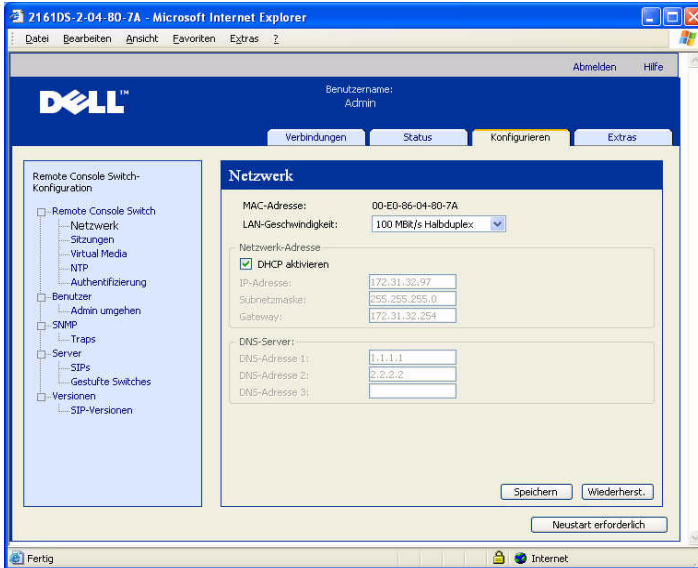 2161DS-2-04-80-7A - Microsoft Internet Explorer
Datei Bearbeiten Ansicht Favoriten Extras ?
Abmelden Hilfe
DELL™
Benutzername:
Admin
Verbindungen Status Konfigurieren Extras
Remote Console Switch-
Konfiguration
Remote Console Switch
Netzwerk
Sitzungen
Virtual Media
NTP
Authentifizierung
Benutzer
Admin umgehen
SNMP
Traps
Server
SIPs
Gestufte Switches
Versionen
SIP-Versionen
Netzwerk
MAC-Adresse: 00-E0-86-04-80-7A
LAN-Geschwindigkeit: 100 MBit/s Halbduplex
Netzwerk-Adresse
DHCP aktivieren
IP-Adresse: 172.31.32.97
Subnetzmaske: 255.255.255.0
Gateway: 172.31.32.254
DNS-Server:
DNS-Adresse 1: 1.1.1.1
DNS-Adresse 2: 2.2.2.2
DNS-Adresse 3:
Speichern Wiederherst.
Neustart erforderlich
Fertig Internet